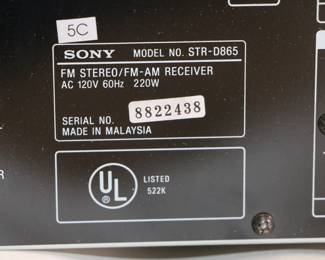 5C
SONY MODEL NO. STR-D865
FM STEREO/FM-AM RECEIVER
AC 120V 60Hz 220W
SERIAL NO. 8822438
MADE IN MALAYSIA
UL ® LISTED
522K
R